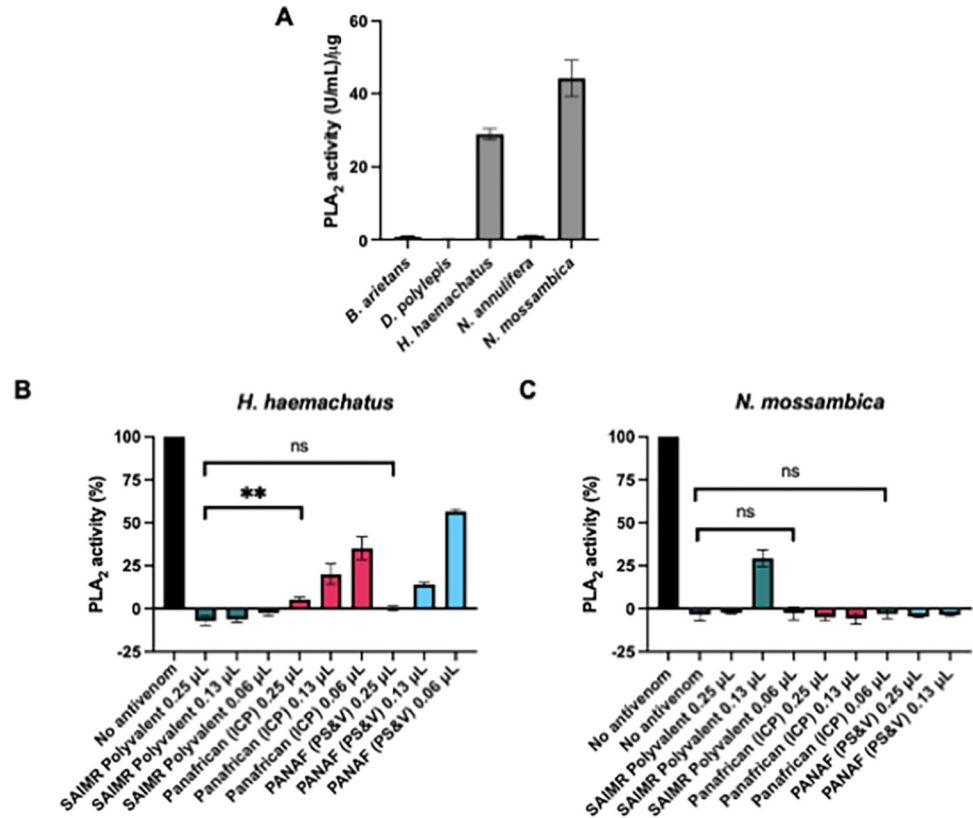 A
PLA2 activity (U/mL)/µg
60
40
20
0
B. arietans
D. polylepis
H. haemachatus
N. annulifera
N. mossambica
B
H. haemachatus
PLA2 activity (%)
100
75
50
25
0
-25
ns
**
No antivenom
SAIMR Polyvalent 0.25 µL
SAIMR Polyvalent 0.13 µL
SAIMR Polyvalent 0.06 µL
Panafrican (ICP) 0.25 µL
Panafrican (ICP) 0.13 µL
Panafrican (ICP) 0.06 µL
PANAF (PS&V) 0.25 µL
PANAF (PS&V) 0.13 µL
PANAF (PS&V) 0.06 µL
C
N. mossambica
PLA2 activity (%)
100
75
50
25
0
-25
ns
ns
No antivenom
No antivenom
SAIMR Polyvalent 0.25 µL
SAIMR Polyvalent 0.13 µL
SAIMR Polyvalent 0.06 µL
Panafrican (ICP) 0.25 µL
Panafrican (ICP) 0.13 µL
Panafrican (ICP) 0.06 µL
PANAF (PS&V) 0.25 µL
PANAF (PS&V) 0.13 µL